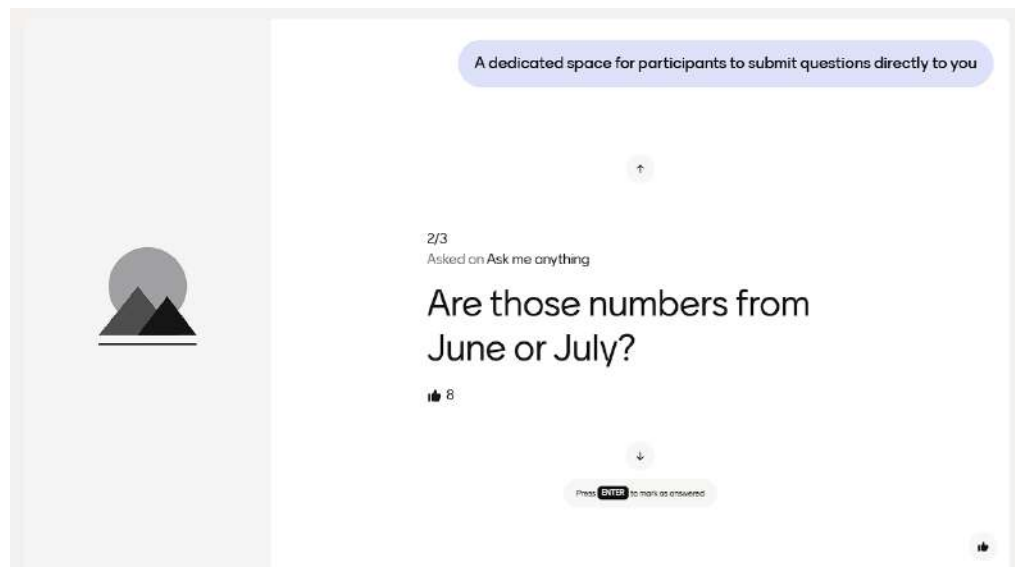 A dedicated space for participants to submit questions directly to you
2/3
Asked on Ask me anything
Are those numbers from
June or July?
8
Press ENTER to mark as answered